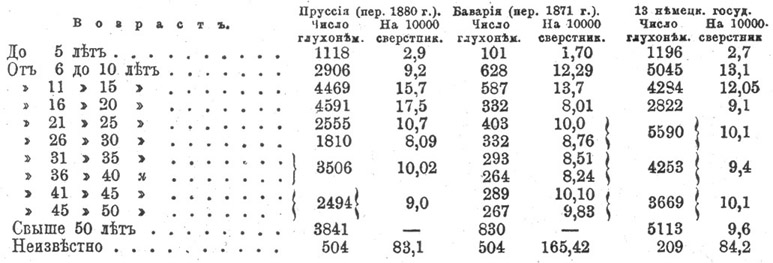 Пруссія (пер. 1880 г.). Баварія (пер. 1871 г.). 13 нѣмецк. госуд.
Возрастъ. Число На 10000 Число На 10000 Число На 10000-
глухонѣм. сверстник. глухонѣм. сверстник. глухонѣм. сверстник
До 5 лѣтъ . . . . . . . . 1118 2,9 101 1,70 1196 2,7
Отъ 6 до 10 лѣтъ . . . . . . . 2906 9,2 628 12,29 5045 13,1
» 11 » 15 » . . . . . . . 4469 15,7 587 13,7 4284 12,05
» 16 » 20 » . . . . . . . 4591 17,5 332 8,01 2822 9,1
» 21 » 25 » . . . . . . . 2555 10,7 403 10,0
» 26 » 30 » . . . . . . . 1810 8,09 332 8,76 } 5590 { 10,1
» 31 » 35 » . . . . . . . 293 8,51
» 36 » 40 » . . . . . . . } 3506 { 10,02 264 8,24 } 4253 { 9,4
» 41 » 45 » . . . . . . . 289 10,10
» 45 » 50 » . . . . . . . { 2494 } 9,0 267 9,83 } 3669 { 10,1
Свыше 50 лѣтъ . . . . . . . 3841 — 830 — 5113 9,6
Неизвѣстно . . . . . . . . 504 83,1 504 165,42 209 84,2